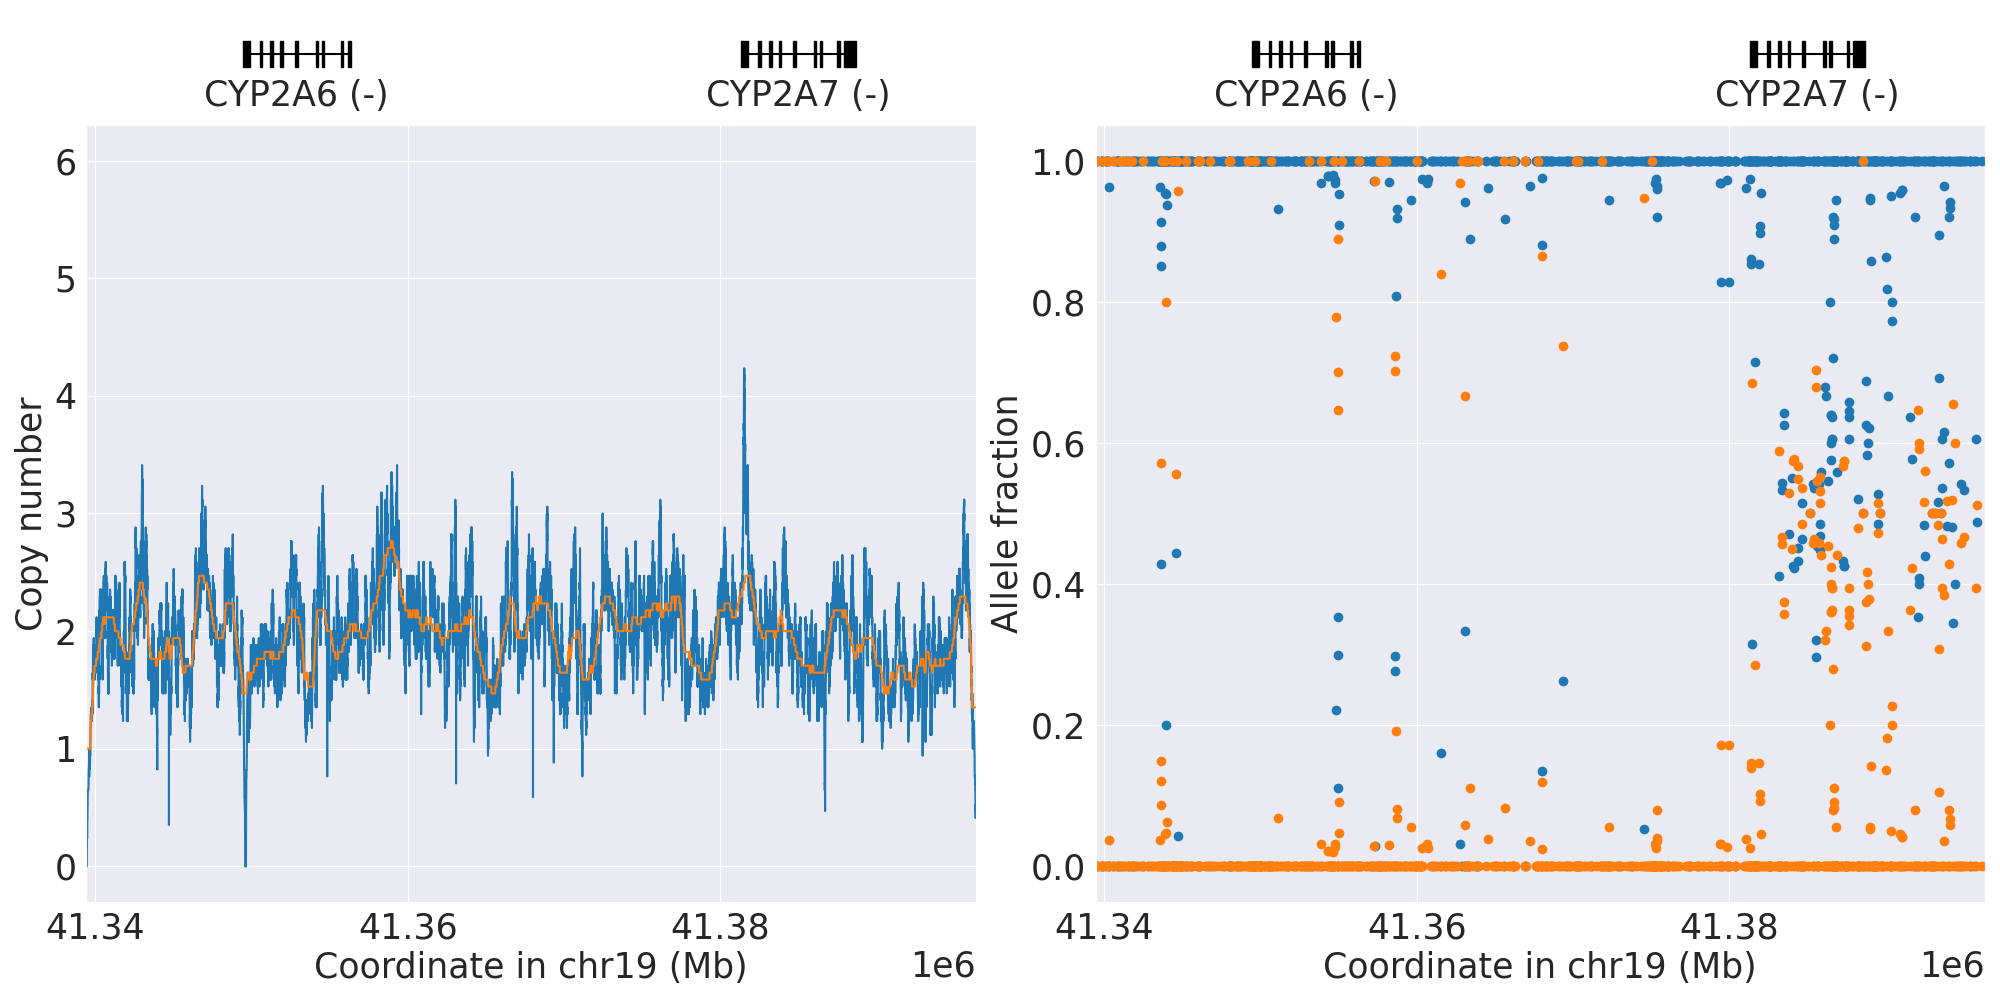 CYP2A6 (-)
CYP2A7 (-)
Copy number
6
5
4
3
2
1
0
41.34
41.36
41.38
Coordinate in chr19 (Mb)
1e6
CYP2A6 (-)
CYP2A7 (-)
Allele fraction
1.0
0.8
0.6
0.4
0.2
0.0
41.34
41.36
41.38
Coordinate in chr19 (Mb)
1e6